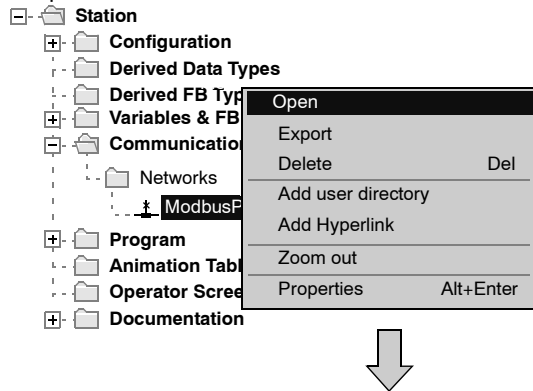 Station
Configuration
Derived Data Types
Derived FB Typ
Variables & FB
Communication
Networks
ModbusP
Program
Animation Tabl
Operator Scree
Documentation
Open
Export
Delete Del
Add user directory
Add Hyperlink
Zoom out
Properties Alt+Enter